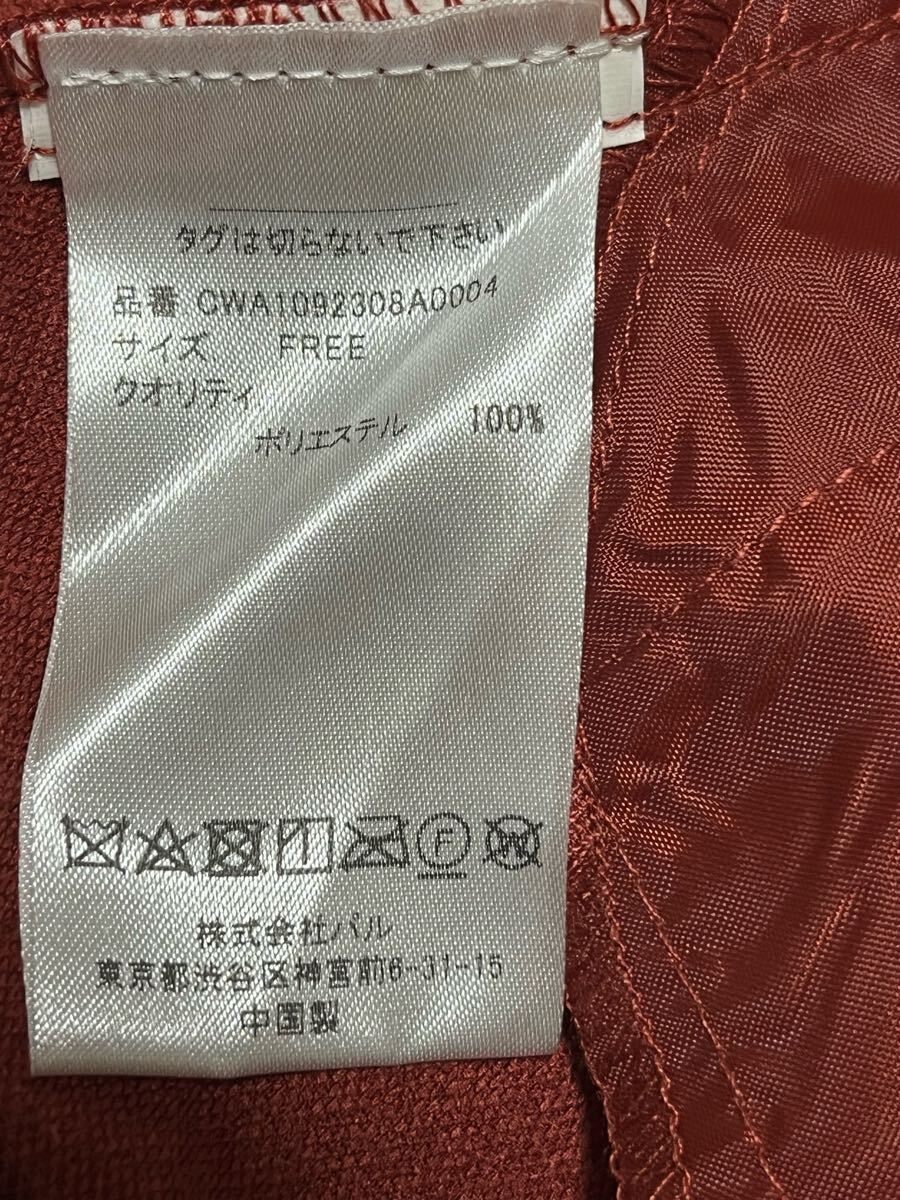 タグは切らないで下さい
品番 CWA1092308A0004
サイズ FREE
クオリティ
ポリエステル 100%
F W
株式会社パル
東京都渋谷区神宮前6-31-15
中国製